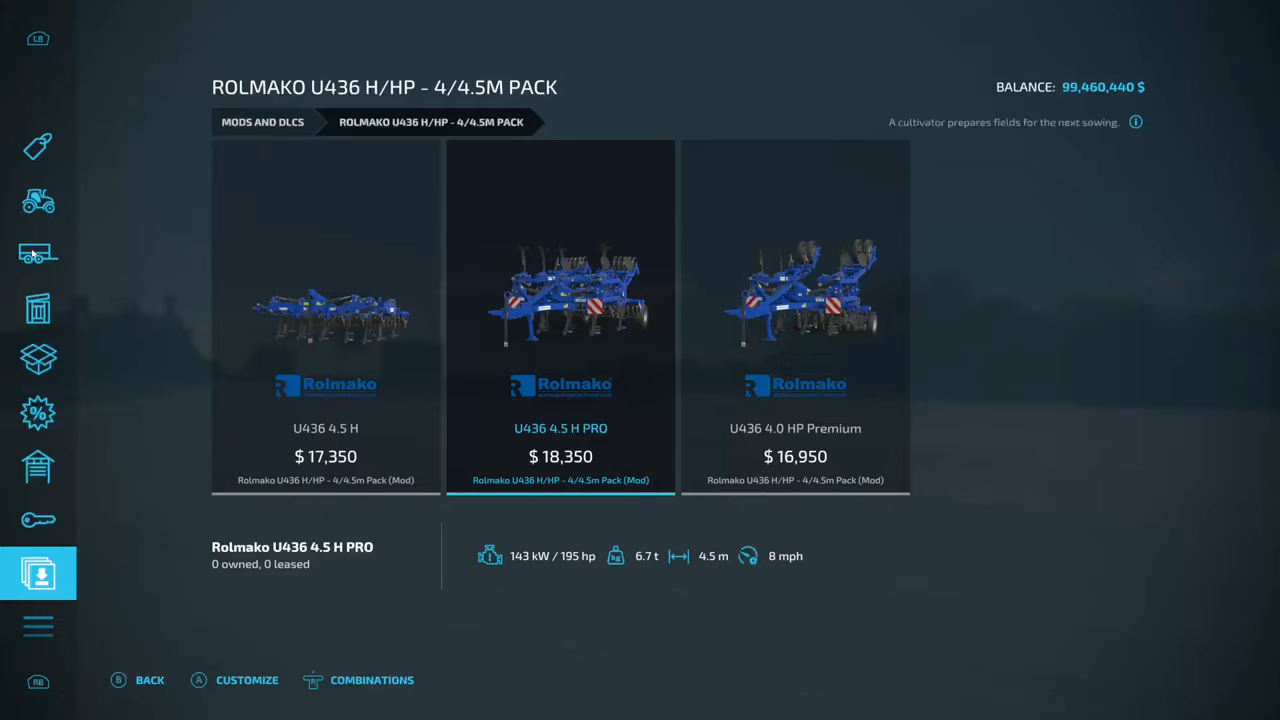 LB
ROLMAKO U436 H/HP - 4/4.5M PACK
BALANCE: 99,460,440 $
MODS AND DLCS
ROLMAKO U436 H/HP - 4/4.5M PACK
A cultivator prepares fields for the next sowing.
Rolmako
Rolmako
Rolmako
U436 4.5 H
U436 4.5 H PRO
U436 4.0 HP Premium
$ 17,350
$ 18,350
$ 16,950
Rolmako U436 H/HP - 4/4.5m Pack (Mod)
Rolmako U436 H/HP - 4/4.5m Pack (Mod)
Rolmako U436 H/HP - 4/4.5m Pack (Mod)
Rolmako U436 4.5 H PRO
0 owned, 0 leased
143 kW / 195 hp
kg
6.7 t
4.5 m
8 mph
B BACK
A CUSTOMIZE
COMBINATIONS
RB